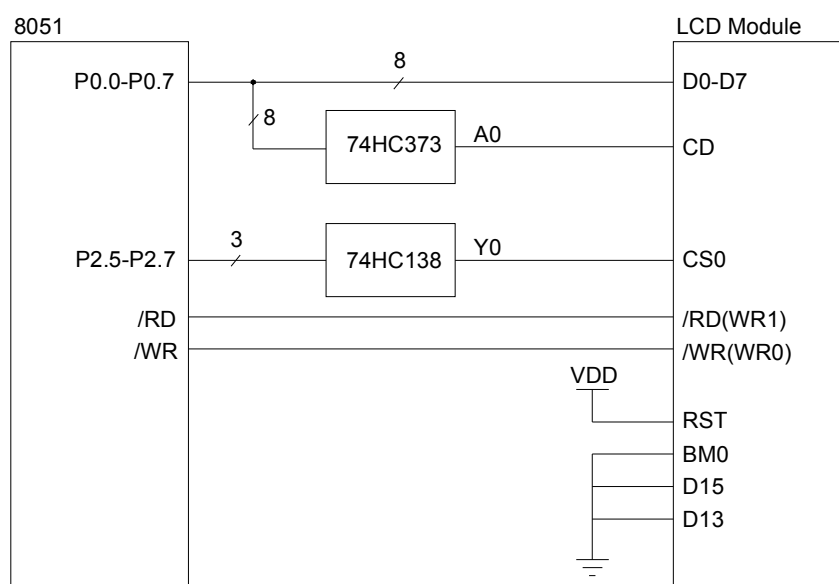 8051
LCD Module
P0.0-P0.7
8
D0-D7
8
74HC373
A0
CD
P2.5-P2.7
3
74HC138
Y0
CS0
/RD
/RD(WR1)
/WR
/WR(WR0)
VDD
RST
BM0
D15
D13